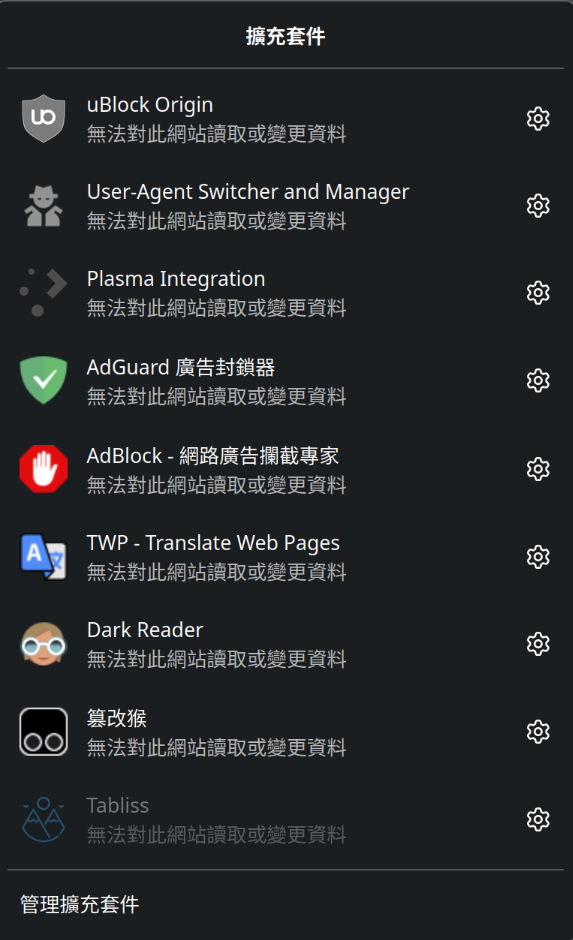 擴充套件
uBlock Origin
無法對此網站讀取或變更資料
User-Agent Switcher and Manager
無法對此網站讀取或變更資料
Plasma Integration
無法對此網站讀取或變更資料
AdGuard 廣告封鎖器
無法對此網站讀取或變更資料
AdBlock - 網路廣告攔截專家
無法對此網站讀取或變更資料
TWP - Translate Web Pages
無法對此網站讀取或變更資料
Dark Reader
無法對此網站讀取或變更資料
篡改猴
無法對此網站讀取或變更資料
Tabliss
無法對此網站讀取或變更資料
管理擴充套件